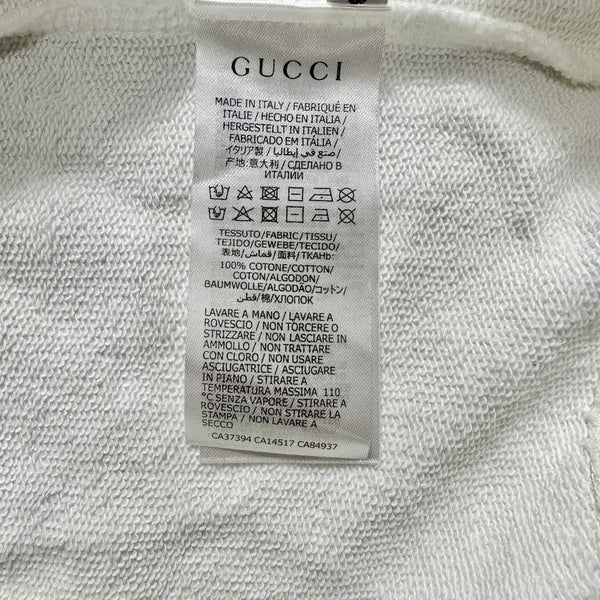 GUCCI
MADE IN ITALY / FABRIQUÉ EN
ITALIE / HECHO EN ITALIA /
HERGESTELLT IN ITALIEN /
FABRICADO EM ITÁLIA /
イタリア製 / صنع في إيطاليا /
产地:意大利 / СДЕЛАНО В
ИТАЛИИ
TESSUTO/FABRIC/TISSU/
TEJIDO/GEWEBE/TECIDO/
表地/قماش/面料/ТКАНЬ:
100% COTONE/COTTON/
COTON/ALGODON/
BAUMWOLLE/ALGODÃO/コットン/
قطن/棉/ХЛОПОК
LAVARE A MANO / LAVARE A
ROVESCIO / NON TORCERE O
STRIZZARE / NON LASCIARE IN
AMMOLLO / NON TRATTARE
CON CLORO / NON USARE
ASCIUGATRICE / ASCIUGARE
IN PIANO / STIRARE A
TEMPERATURA MASSIMA 110
°C SENZA VAPORE / STIRARE A
ROVESCIO / NON STIRARE LA
STAMPA / NON LAVARE A
SECCO
CA37394 CA14517 CA84937